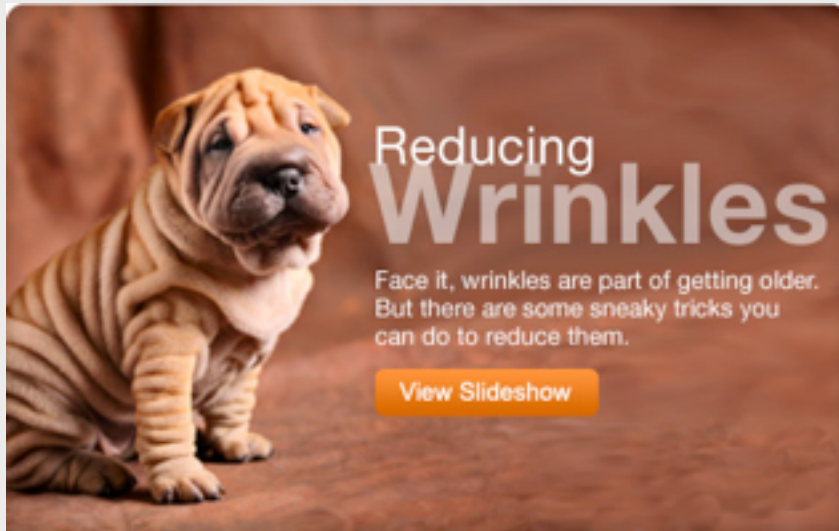 Reducing
Wrinkles
Face it, wrinkles are part of getting older.
But there are some sneaky tricks you
can do to reduce them.
View Slideshow